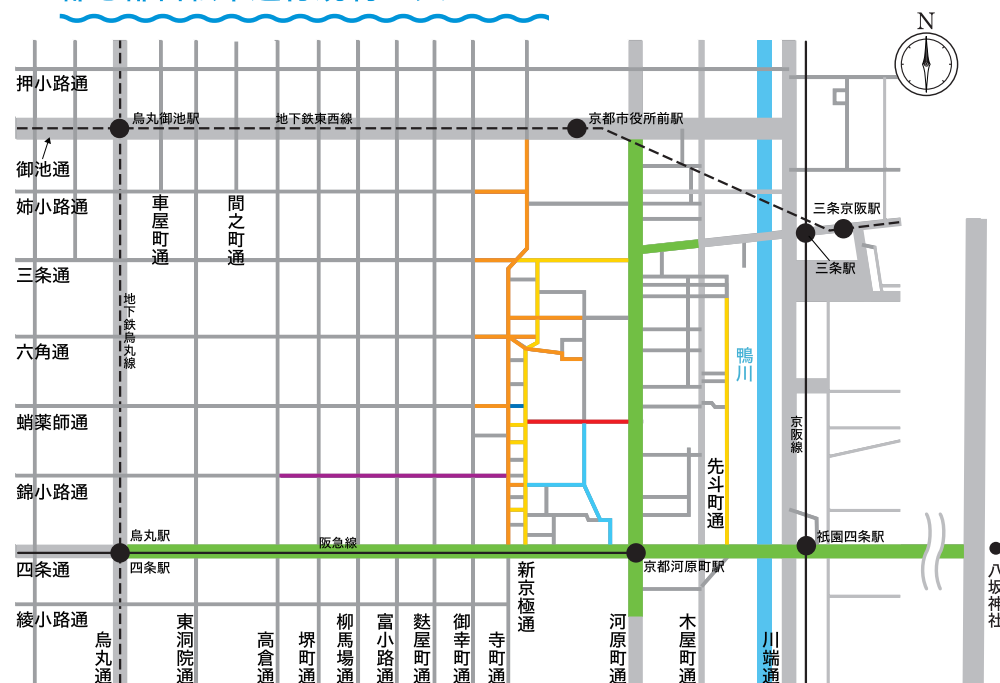 N
押小路通
烏丸御池駅
地下鉄東西線
京都市役所前駅
御池通
姉小路通
車屋町通
間之町通
三条京阪駅
三条通
三条駅
地下鉄烏丸線
六角通
鴨川
蛸薬師通
京阪線
先斗町通
錦小路通
烏丸駅
阪急線
祇園四条駅
四条通
四条駅
新京極通
京都河原町駅
八坂神社
綾小路通
烏丸通
東洞院通
高倉通
堺町通
柳馬場通
富小路通
麩屋町通
御幸町通
寺町通
河原町通
木屋町通
川端通